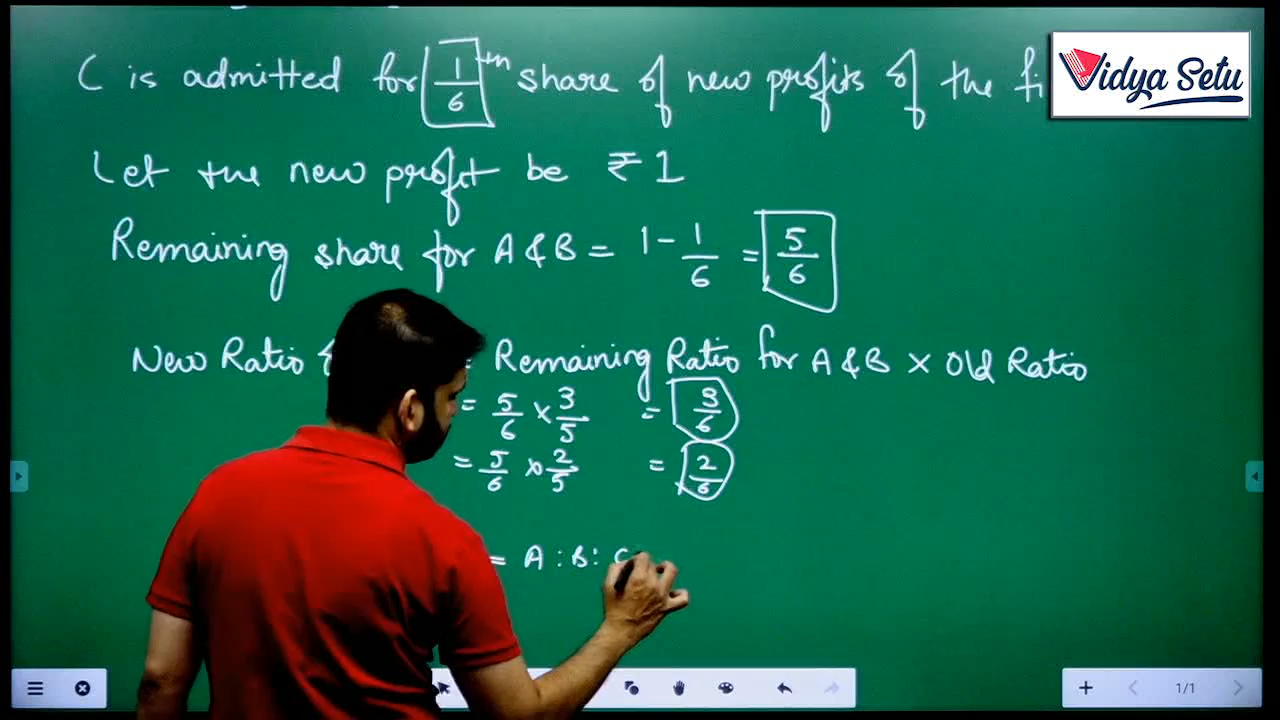 C is admitted for 1/6 th share of new profits of the fi
Vidya Setu
Let the new profit be ₹ 1
Remaining share for A & B = 1 - 1/6 = 5/6
New Ratio = Remaining Ratio for A & B × Old Ratio
= 5/6 × 3/5 = 3/6
= 5/6 × 2/5 = 2/6
= A : B : C
1/1